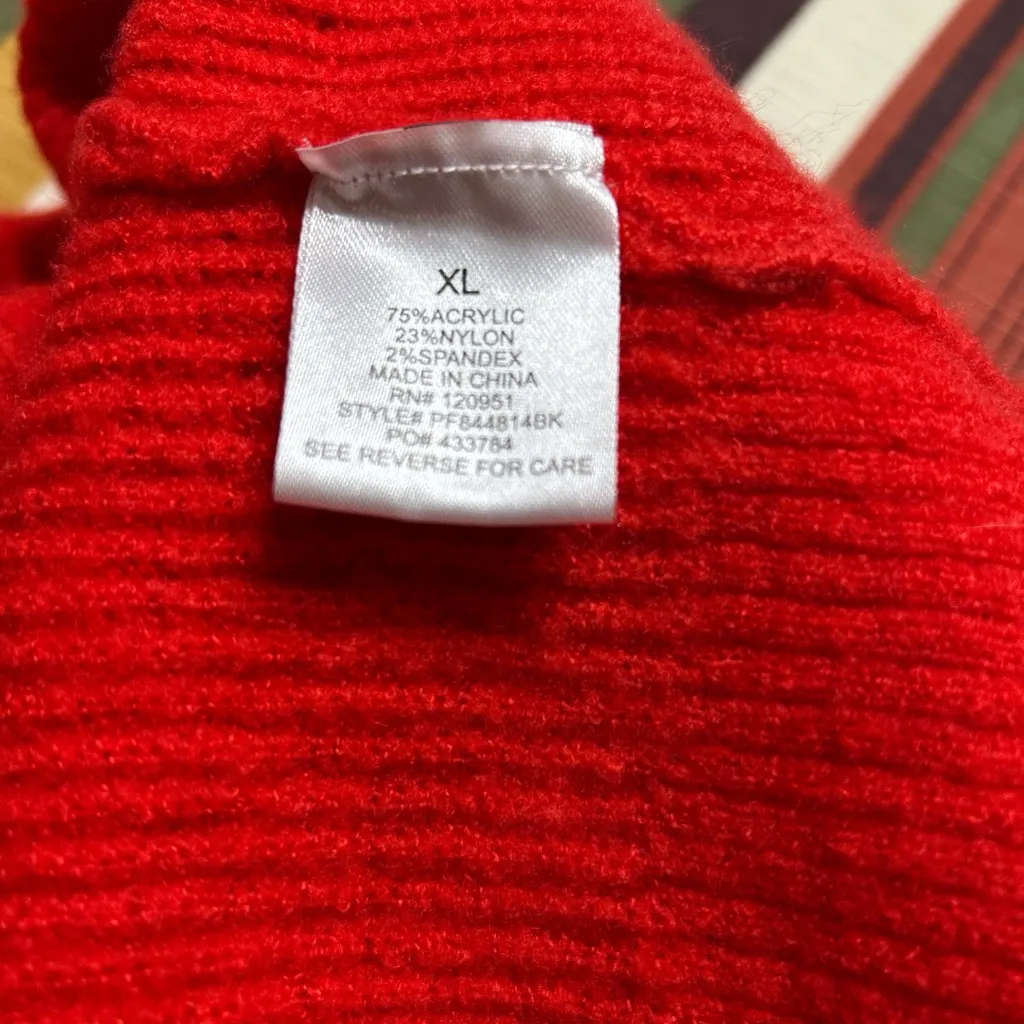 XL
75%ACRYLIC
23%NYLON
2%SPANDEX
MADE IN CHINA
RN# 120951
STYLE# PF844814BK
PO# 433784
SEE REVERSE FOR CARE